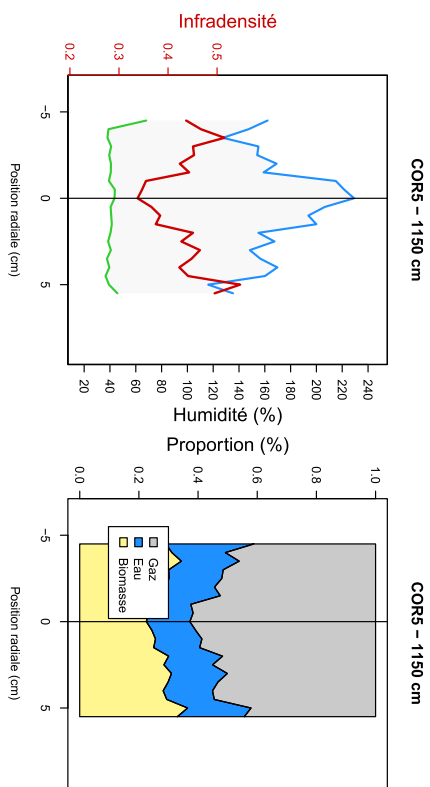 COR5 − 1150 cm
Infradensité
0.2 0.3 0.4 0.5
−5 0 5
Position radiale (cm)
20 40 60 80 100 120 140 160 180 200 220 240
Humidité (%)
COR5 − 1150 cm
Proportion (%)
0.0 0.2 0.4 0.6 0.8 1.0
−5 0 5
Position radiale (cm)
Gaz
Eau
Biomasse